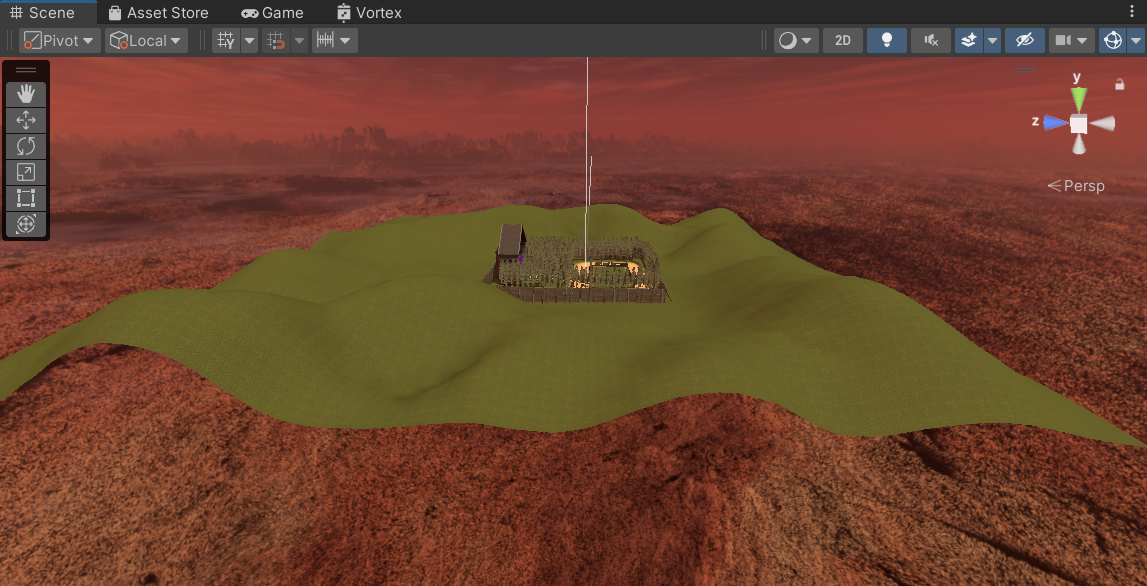 Scene Asset Store Game Vortex
Pivot Local 2D
y
z
Persp